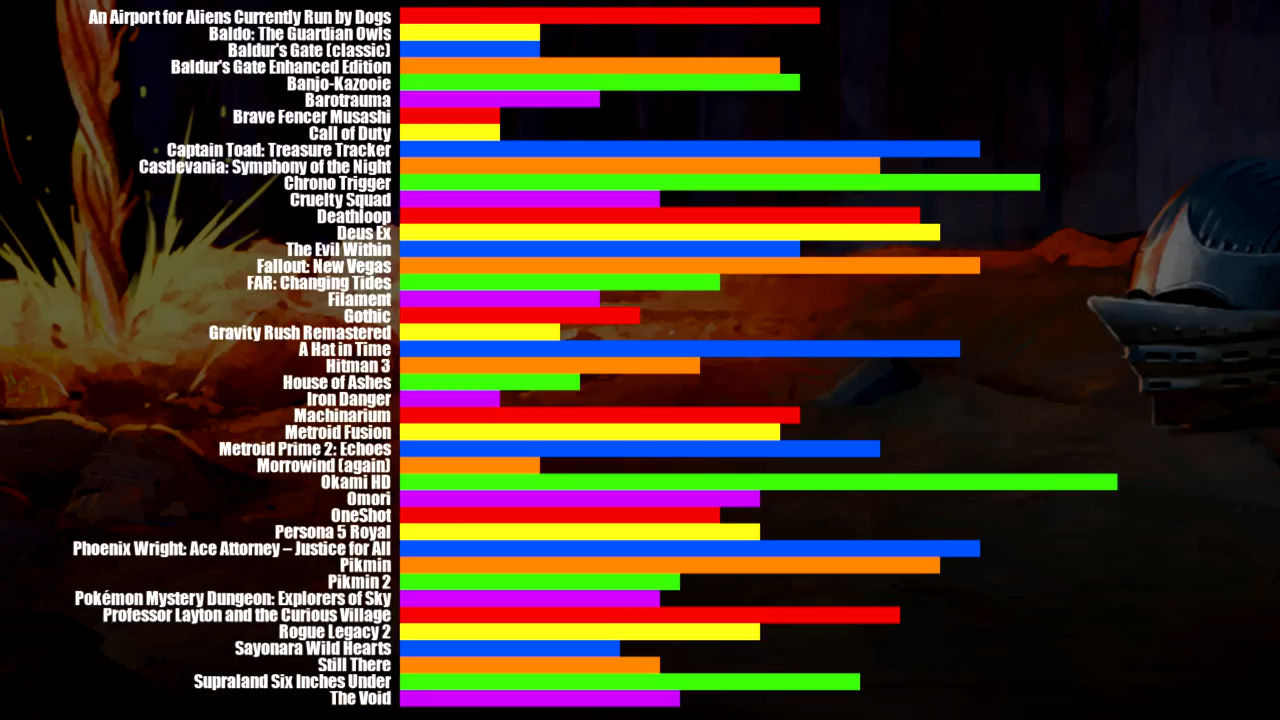 An Airport for Aliens Currently Run by Dogs
Baldo: The Guardian Owls
Baldur's Gate (classic)
Baldur's Gate Enhanced Edition
Banjo-Kazooie
Barotrauma
Brave Fencer Musashi
Call of Duty
Captain Toad: Treasure Tracker
Castlevania: Symphony of the Night
Chrono Trigger
Cruelty Squad
Deathloop
Deus Ex
The Evil Within
Fallout: New Vegas
FAR: Changing Tides
Filament
Gothic
Gravity Rush Remastered
A Hat in Time
Hitman 3
House of Ashes
Iron Danger
Machinarium
Metroid Fusion
Metroid Prime 2: Echoes
Morrowind (again)
Okami HD
Omori
OneShot
Persona 5 Royal
Phoenix Wright: Ace Attorney – Justice for All
Pikmin
Pikmin 2
Pokémon Mystery Dungeon: Explorers of Sky
Professor Layton and the Curious Village
Rogue Legacy 2
Sayonara Wild Hearts
Still There
Supraland Six Inches Under
The Void